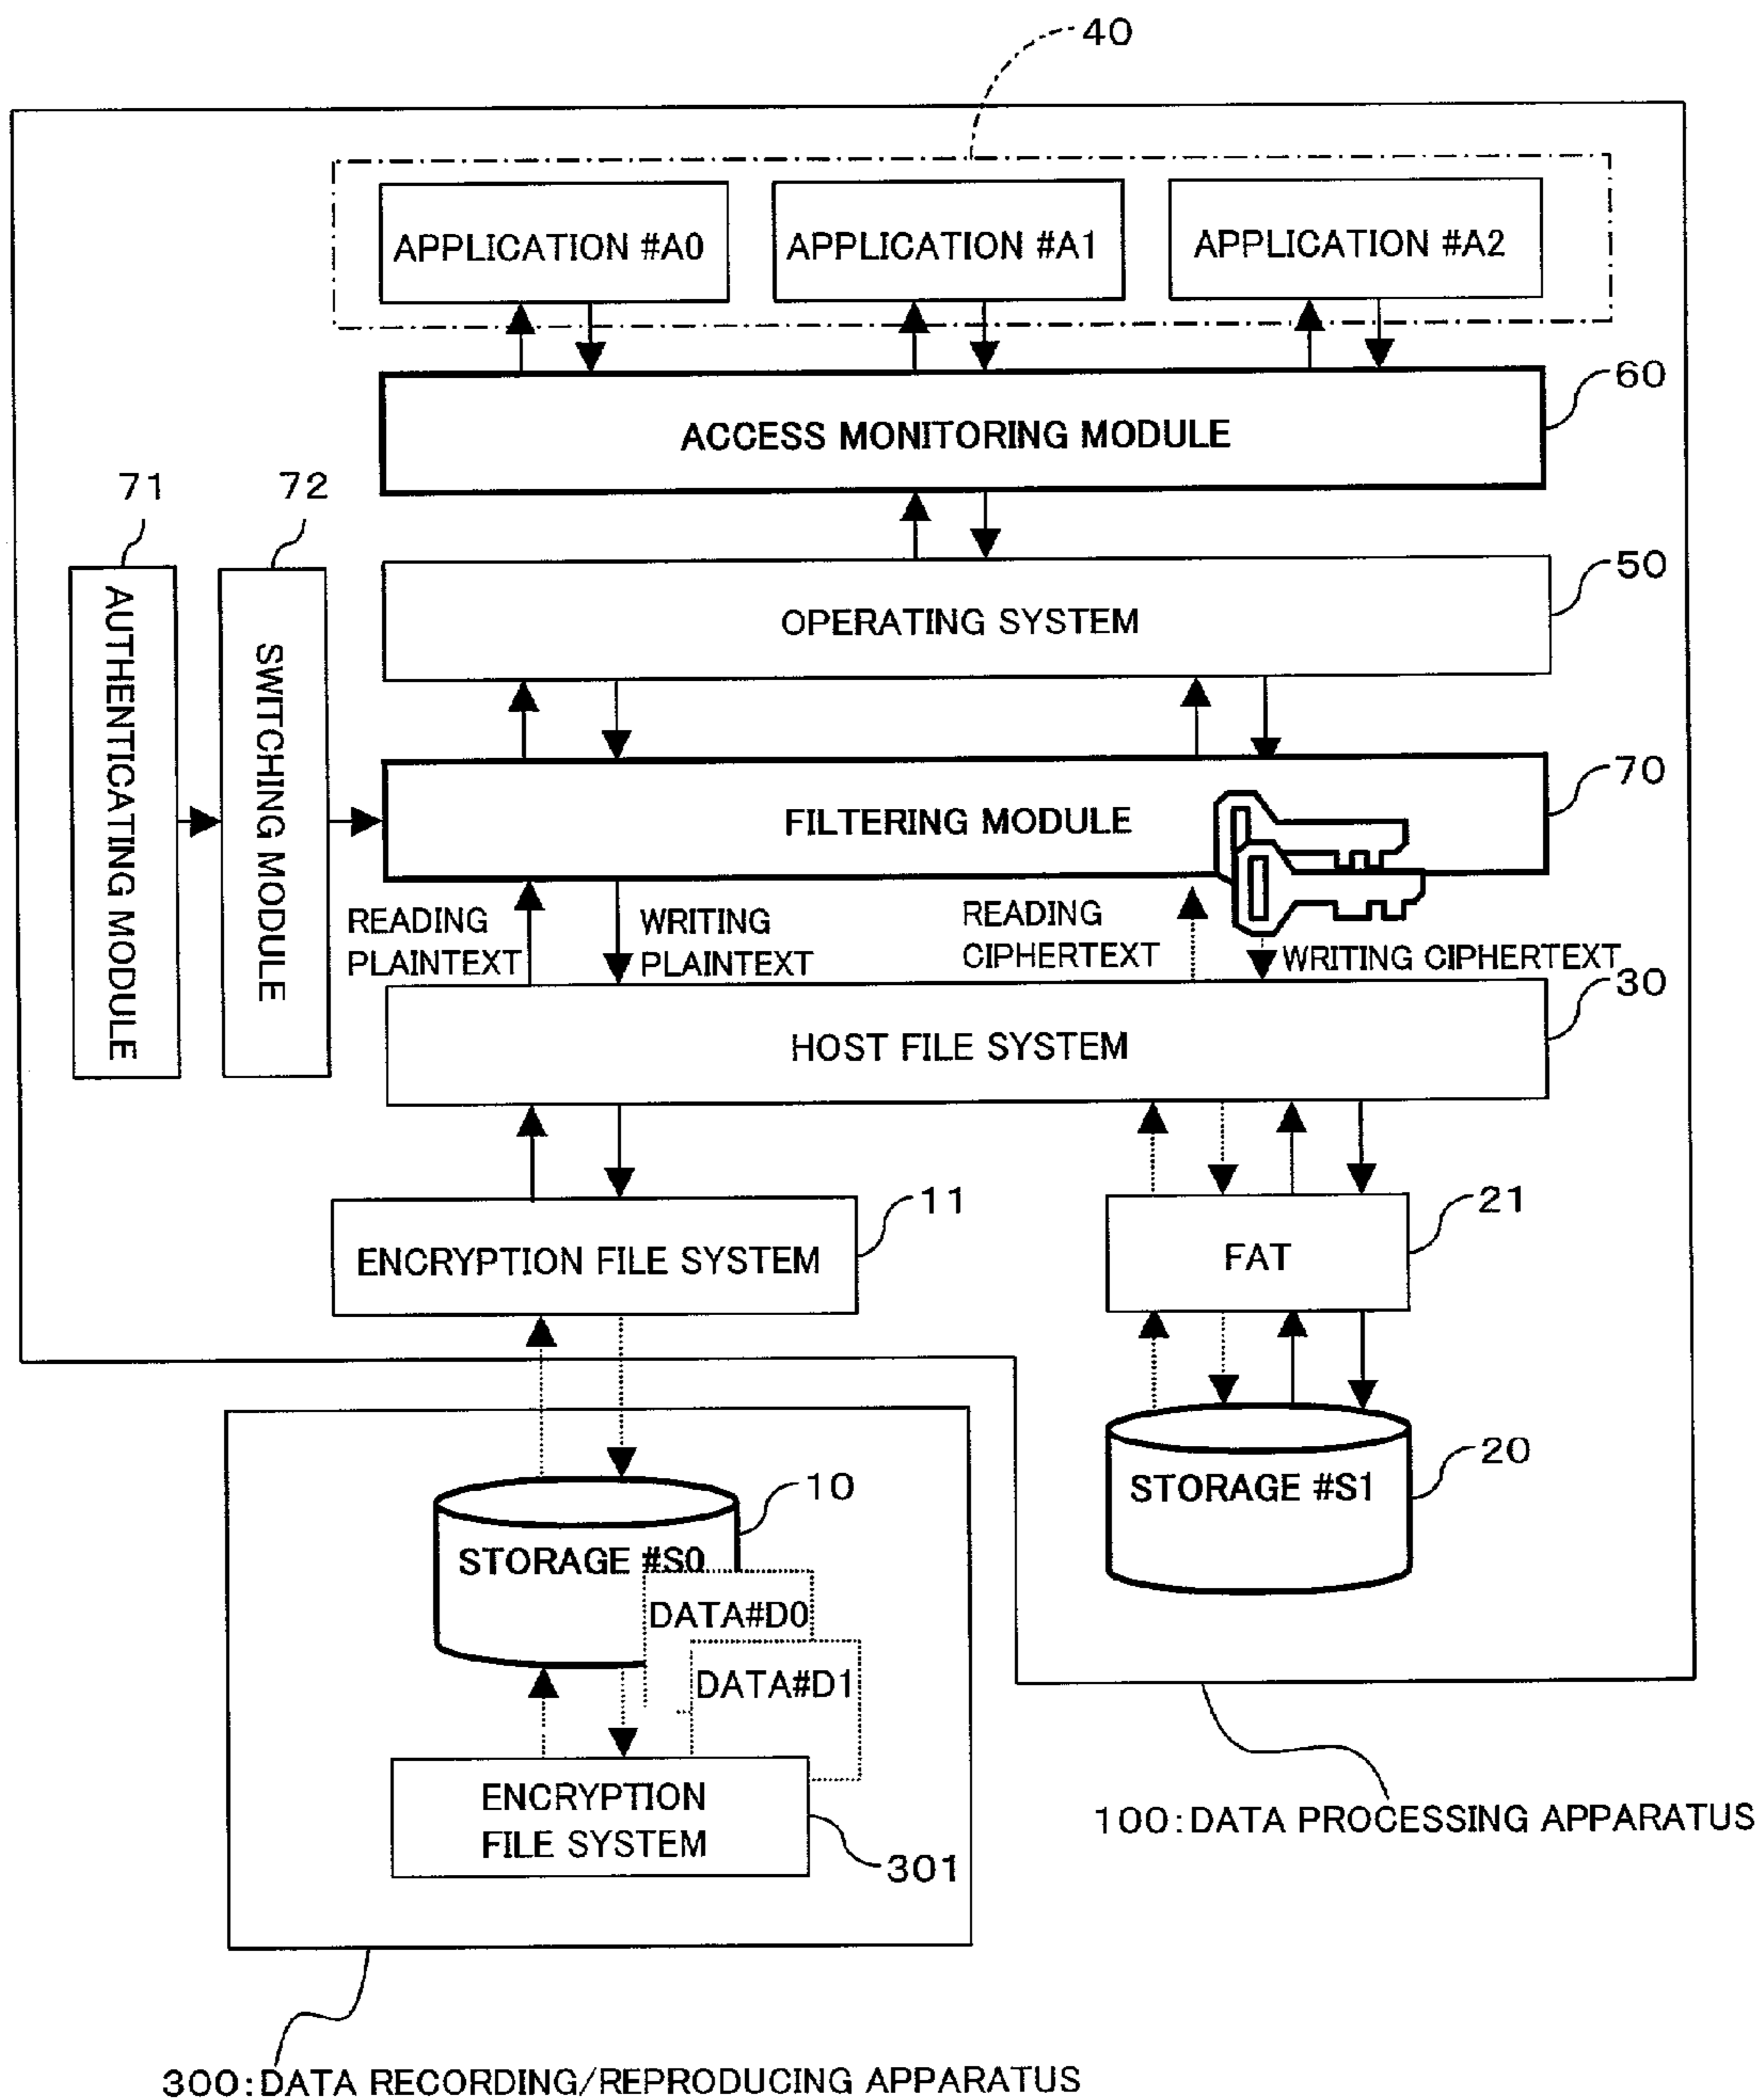 40
APPLICATION #A0
APPLICATION #A1
APPLICATION #A2
60
ACCESS MONITORING MODULE
71
72
50
OPERATING SYSTEM
AUTHENTICATING MODULE
SWITCHING MODULE
70
FILTERING MODULE
READING
PLAINTEXT
WRITING
PLAINTEXT
READING
CIPHERTEXT
WRITING CIPHERTEXT
30
HOST FILE SYSTEM
11
ENCRYPTION FILE SYSTEM
21
FAT
10
STORAGE #S0
20
STORAGE #S1
DATA#D0
DATA#D1
ENCRYPTION
FILE SYSTEM
301
100:DATA PROCESSING APPARATUS
300:DATA RECORDING/REPRODUCING APPARATUS